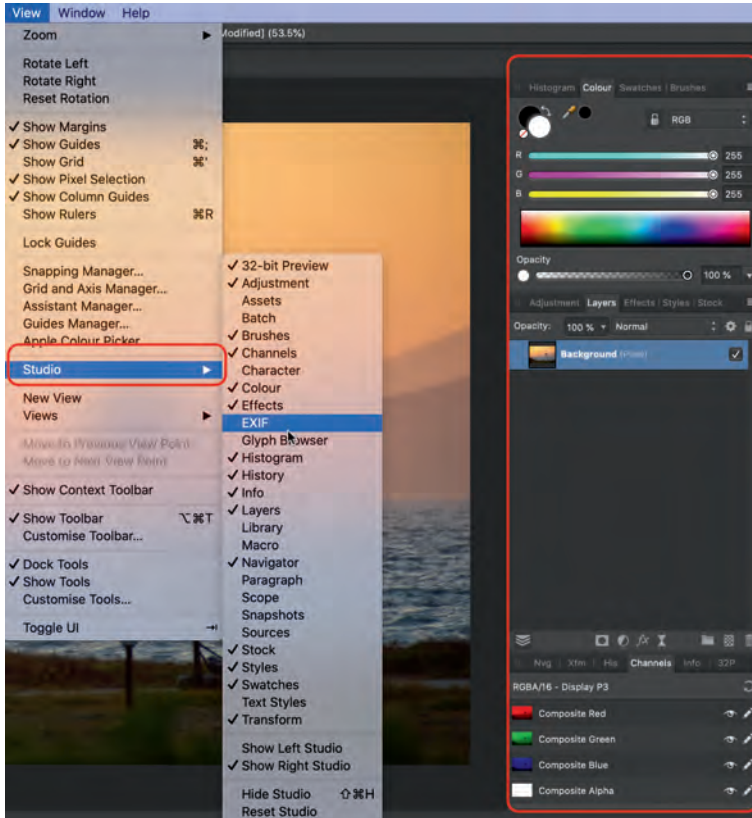 View Window Help
Modified] (53.5%)
Zoom
Rotate Left
Rotate Right
Reset Rotation
✓ Show Margins
✓ Show Guides ⌘;
Show Grid ⌘'
✓ Show Pixel Selection
✓ Show Column Guides
Show Rulers ⌘R
Lock Guides
Snapping Manager...
Grid and Axis Manager...
Assistant Manager...
Guides Manager...
Apple Colour Picker
Studio
New View
Views
Move to Previous View Point
Move to Next View Point
✓ Show Context Toolbar
✓ Show Toolbar ⌥⌘T
Customise Toolbar...
✓ Dock Tools
✓ Show Tools
Customise Tools...
Toggle UI
✓ 32-bit Preview
✓ Adjustment
Assets
Batch
✓ Brushes
✓ Channels
Character
✓ Colour
✓ Effects
EXIF
Glyph Browser
✓ Histogram
✓ History
✓ Info
✓ Layers
Library
Macro
✓ Navigator
Paragraph
Scope
Snapshots
Sources
✓ Stock
✓ Styles
✓ Swatches
Text Styles
✓ Transform
Show Left Studio
✓ Show Right Studio
Hide Studio ⇧⌘H
Reset Studio
Histogram Colour Swatches Brushes
RGB
R 255
G 255
B 255
Opacity
100 %
Adjustment Layers Effects Styles Stock
Opacity: 100 % Normal
Background (Pixel)
fx
Nvg Xfm His Channels Info 32P
RGBA/16 - Display P3
Composite Red
Composite Green
Composite Blue
Composite Alpha